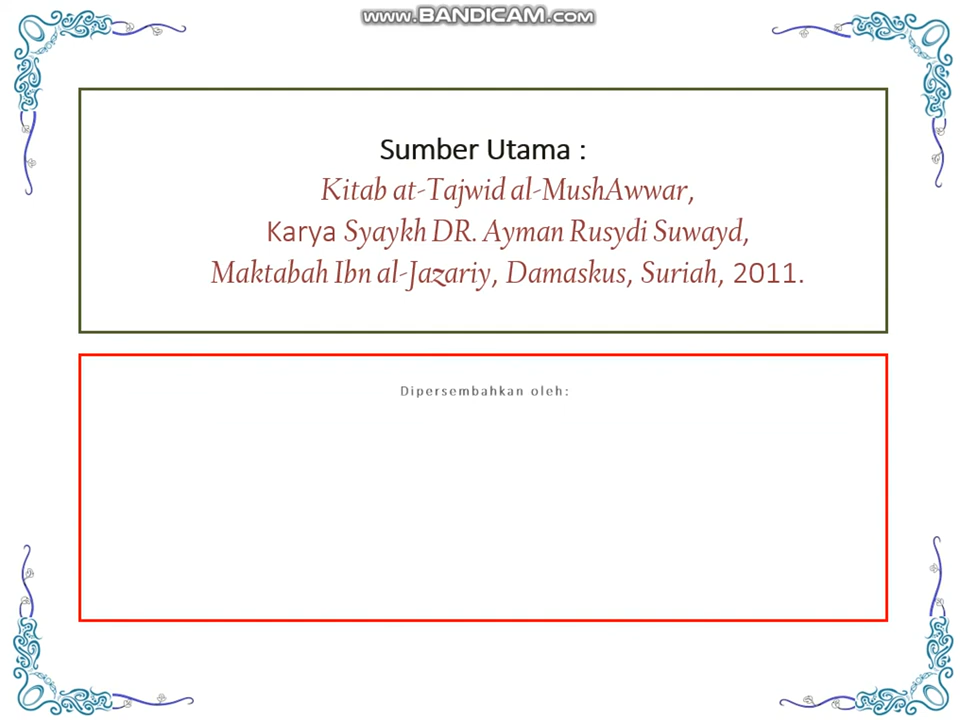 www.BANDICAM.com
Sumber Utama :
Kitab at-Tajwid al-MushAwwar,
Karya Syaykh DR. Ayman Rusydi Suwayd,
Maktabah Ibn al-Jazariy, Damaskus, Suriah, 2011.
Dipersembahkan oleh: